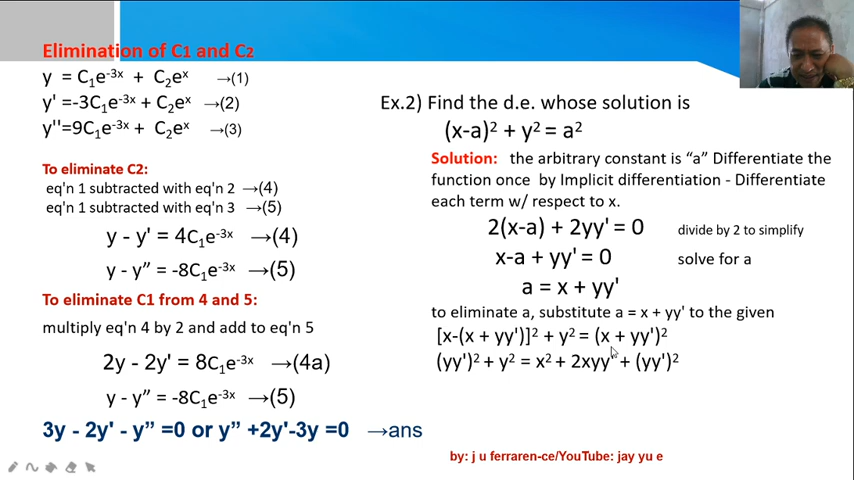 Elimination of C1 and C2
y = C₁e⁻³ˣ + C₂eˣ →(1)
y' =-3C₁e⁻³ˣ + C₂eˣ →(2)
y''=9C₁e⁻³ˣ + C₂eˣ →(3)
To eliminate C2:
eq'n 1 subtracted with eq'n 2 →(4)
eq'n 1 subtracted with eq'n 3 →(5)
y - y' = 4C₁e⁻³ˣ →(4)
y - y” = -8C₁e⁻³ˣ →(5)
To eliminate C1 from 4 and 5:
multiply eq'n 4 by 2 and add to eq'n 5
2y - 2y' = 8C₁e⁻³ˣ →(4a)
y - y” = -8C₁e⁻³ˣ →(5)
3y - 2y' - y” =0 or y” +2y'-3y =0 →ans
Ex.2) Find the d.e. whose solution is
(x-a)² + y² = a²
Solution: the arbitrary constant is “a” Differentiate the
function once by Implicit differentiation - Differentiate
each term w/ respect to x.
2(x-a) + 2yy' = 0 divide by 2 to simplify
x-a + yy' = 0 solve for a
a = x + yy'
to eliminate a, substitute a = x + yy' to the given
[x-(x + yy')]² + y² = (x + yy')²
(yy')² + y² = x² + 2xyy' + (yy')²
by: j u ferraren-ce/YouTube: jay yu e